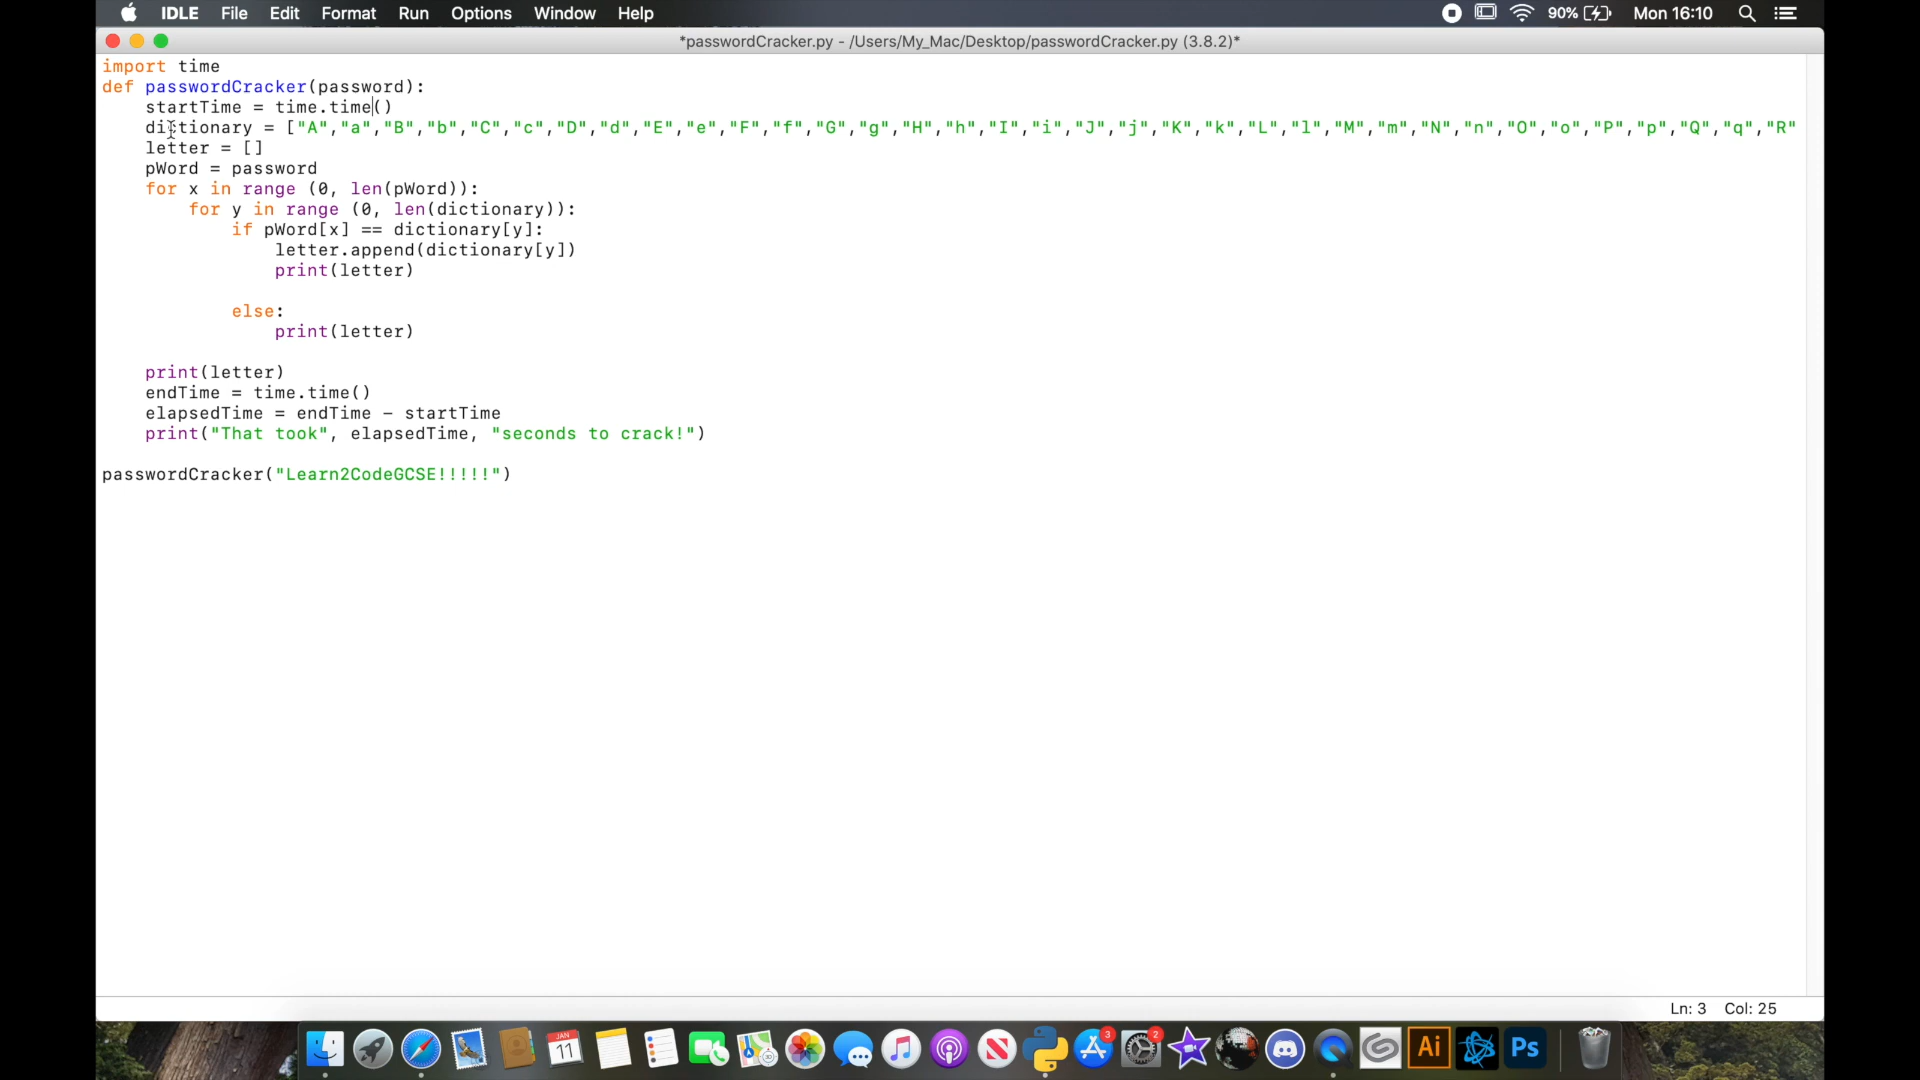 IDLE File Edit Format Run Options Window Help 90% Mon 16:10
*passwordCracker.py - /Users/My_Mac/Desktop/passwordCracker.py (3.8.2)*
import time
def passwordCracker(password):
    startTime = time.time()
    dictionary = ["A","a","B","b","C","c","D","d","E","e","F","f","G","g","H","h","I","i","J","j","K","k","L","l","M","m","N","n","O","o","P","p","Q","q","R"
    letter = []
    pWord = password
    for x in range (0, len(pWord)):
        for y in range (0, len(dictionary)):
            if pWord[x] == dictionary[y]:
                letter.append(dictionary[y])
                print(letter)
            else:
                print(letter)
    print(letter)
    endTime = time.time()
    elapsedTime = endTime - startTime
    print("That took", elapsedTime, "seconds to crack!")
passwordCracker("Learn2CodeGCSE!!!!!")
Ln: 3 Col: 25
JAN
11
3
2
Ai
Ps